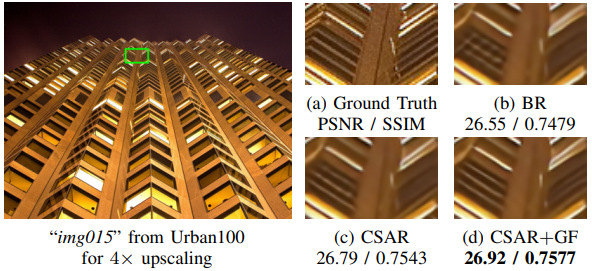 (a) Ground Truth
PSNR / SSIM
(b) BR
26.55 / 0.7479
"img015" from Urban100
for 4× upscaling
(c) CSAR
26.79 / 0.7543
(d) CSAR+GF
26.92 / 0.7577